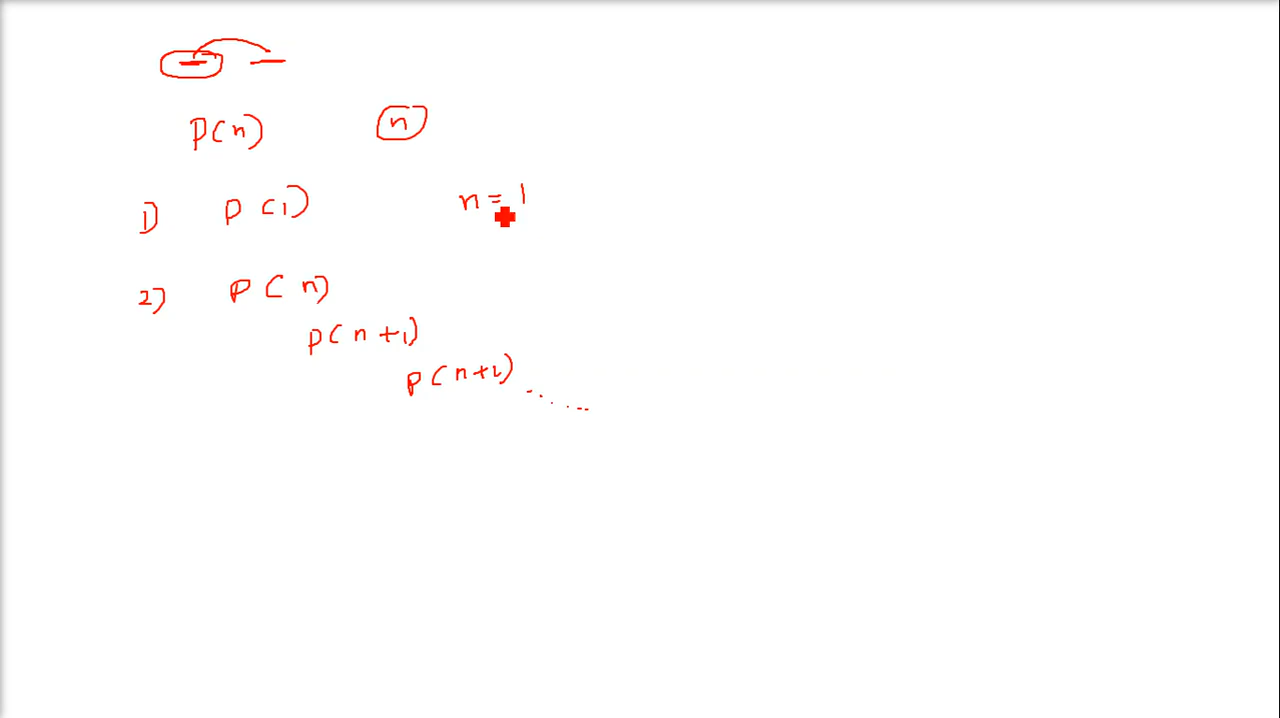 P(n) n
1) P(1) n = 1
2) P(n)
P(n+1)
P(n+2) .......